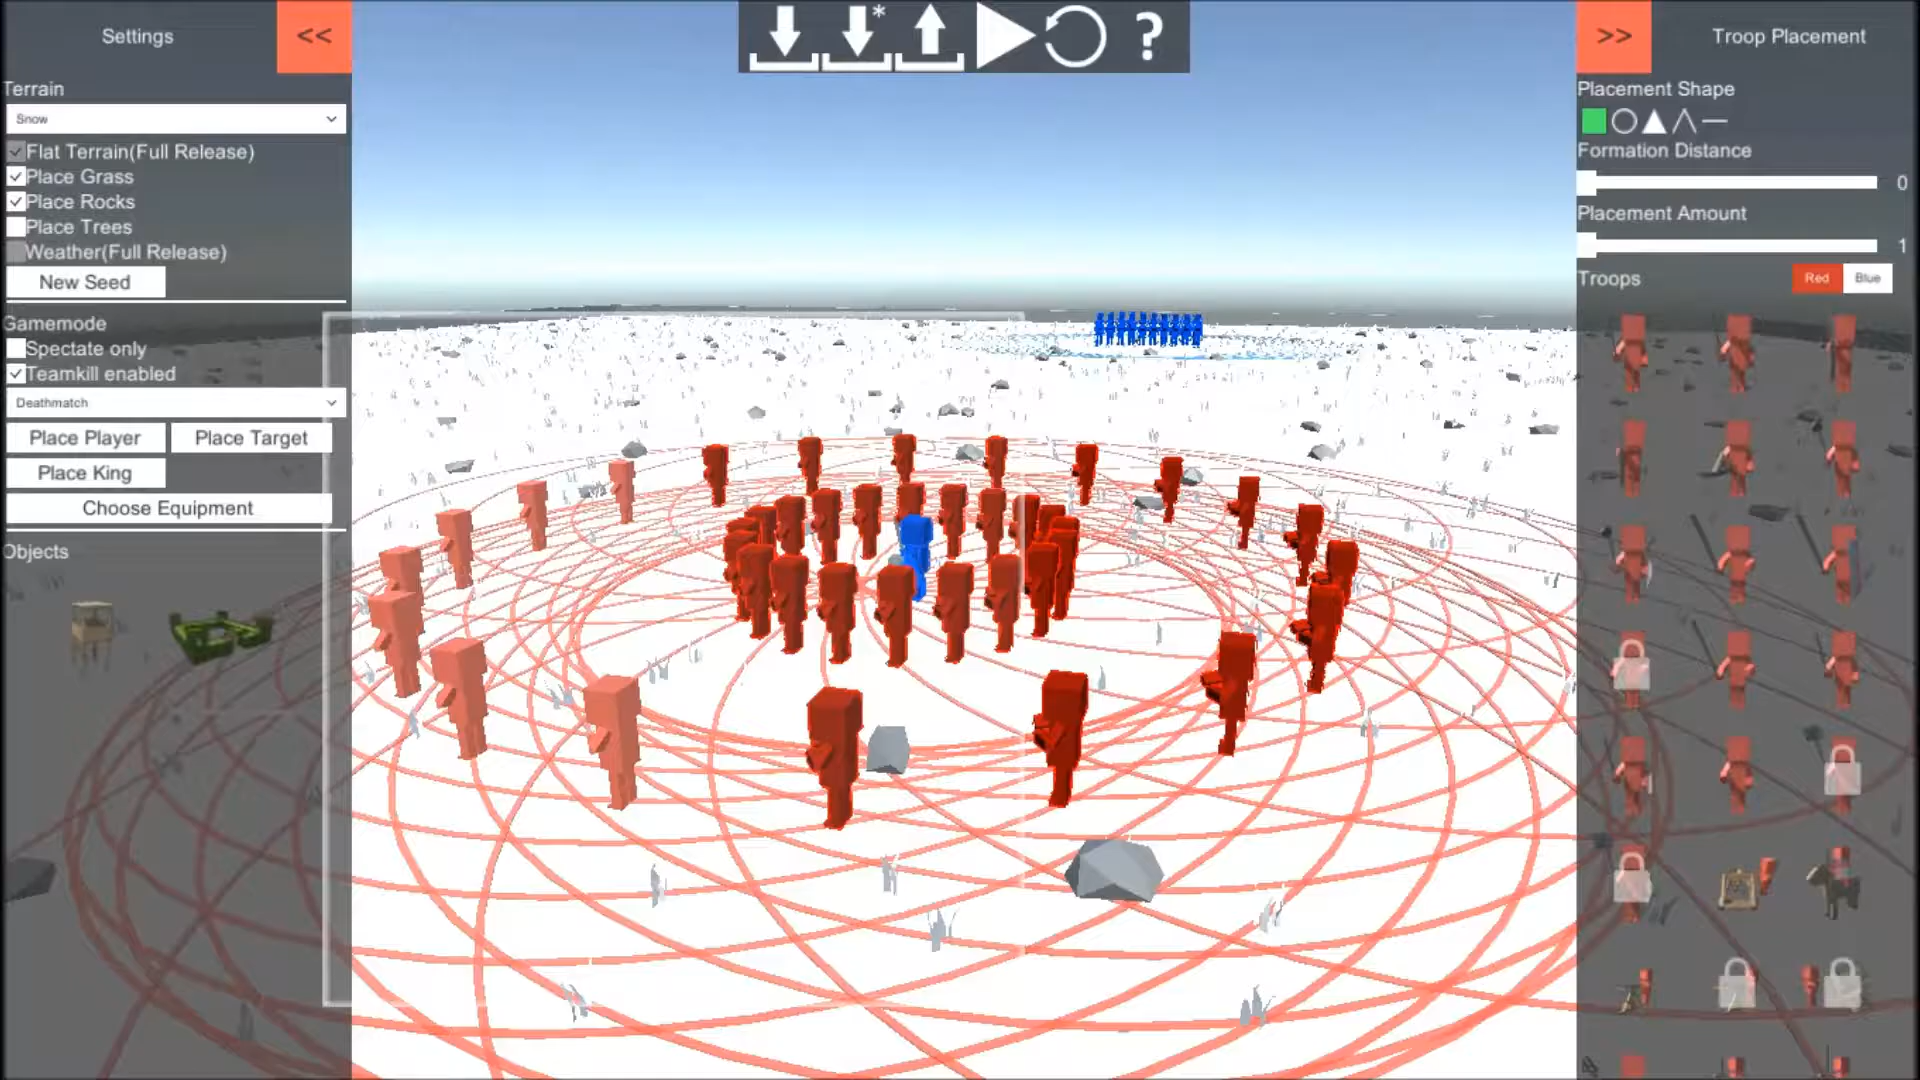 Settings
<<
Terrain
Snow
Flat Terrain(Full Release)
Place Grass
Place Rocks
Place Trees
Weather(Full Release)
New Seed
Gamemode
Spectate only
Teamkill enabled
Deathmatch
Place Player
Place Target
Place King
Choose Equipment
Objects
*
?
>>
Troop Placement
Placement Shape
Formation Distance
0
Placement Amount
1
Troops
Red
Blue